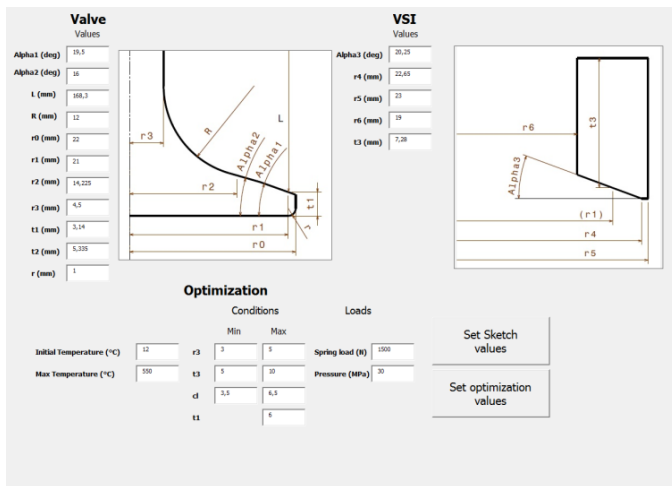 Valve
Values
Alpha1 (deg) 19,5
Alpha2 (deg) 16
L (mm) 168,3
R (mm) 12
r0 (mm) 22
r1 (mm) 21
r2 (mm) 14,225
r3 (mm) 4,5
t1 (mm) 3,14
t2 (mm) 5,335
r (mm) 1
r3
R
Alpha2
Alpha1
L
r2
t1
r1
r
r0
VSI
Values
Alpha3 (deg) 20,25
r4 (mm) 22,65
r5 (mm) 23
r6 (mm) 19
t3 (mm) 7,28
r6
t3
Alpha3
(r1)
r4
r5
Optimization
Conditions Loads
Min Max
Initial Temperature (°C) 12 r3 3 5 Spring load (N) 1500
Max Temperature (°C) 550 t3 5 10 Pressure (MPa) 30
cl 3,5 6,5
t1 6
Set Sketch
values
Set optimization
values